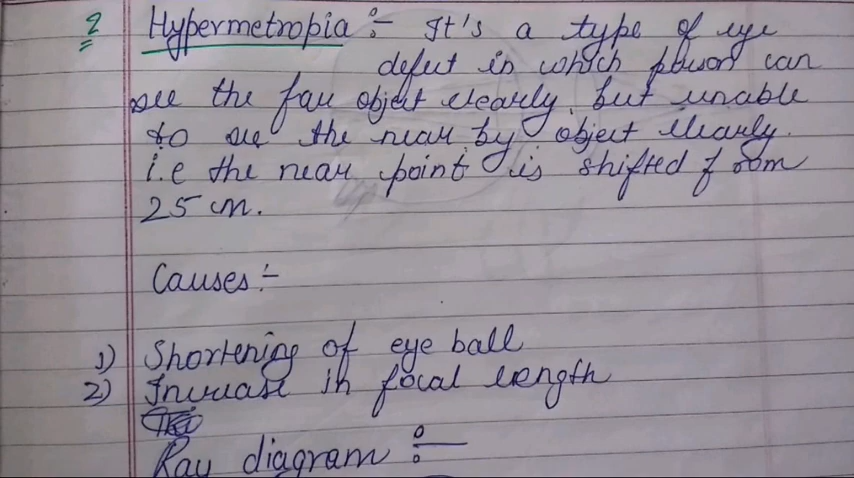 2 Hypermetropia :- It's a type of eye
defect in which person can
see the far object clearly but unable
to see the near by object clearly.
i.e the near point is shifted from
25 cm.
Causes :-
1) Shortening of eye ball
2) Increase in focal length
Ray diagram :-